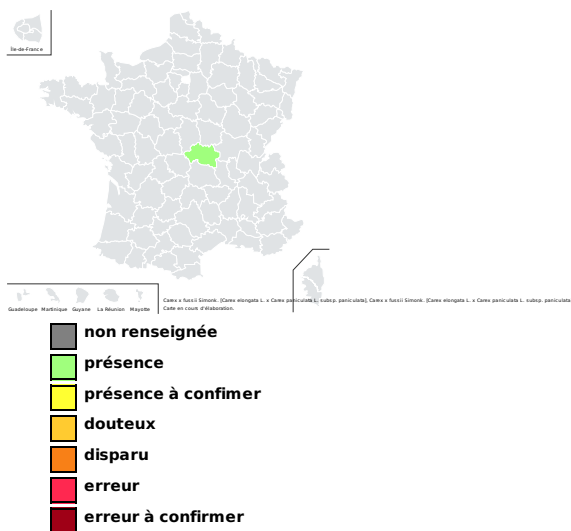 Île-de-France
Guadeloupe Martinique Guyane La Réunion Mayotte
Carex x fussii Simonk. [Carex elongata L. x Carex paniculata L. subsp. paniculata], Carex x fussii Simonk. [Carex elongata L. x Carex paniculata L. subsp. paniculata
Carte en cours d'élaboration.
non renseignée
présence
présence à confimer
douteux
disparu
erreur
erreur à confirmer